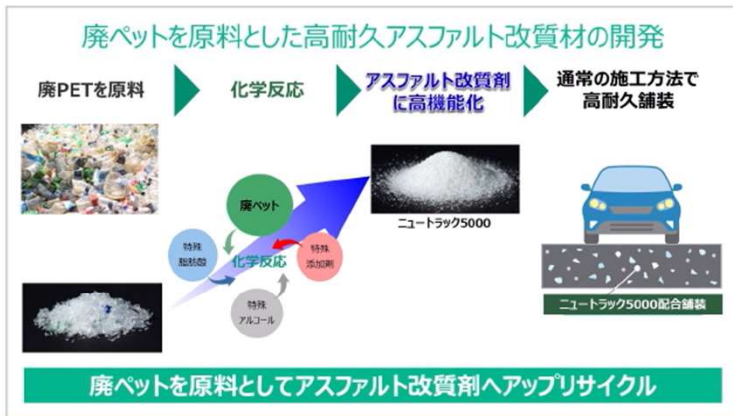 廃ペットを原料とした高耐久アスファルト改質材の開発
廃PETを原料
化学反応
アスファルト改質剤
に高機能化
通常の施工方法で
高耐久舗装
廃ペット
特殊
脂肪酸
化学反応
特殊
添加剤
特殊
アルコール
ニュートラック5000
ニュートラック5000配合舗装
廃ペットを原料としてアスファルト改質剤へアップリサイクル